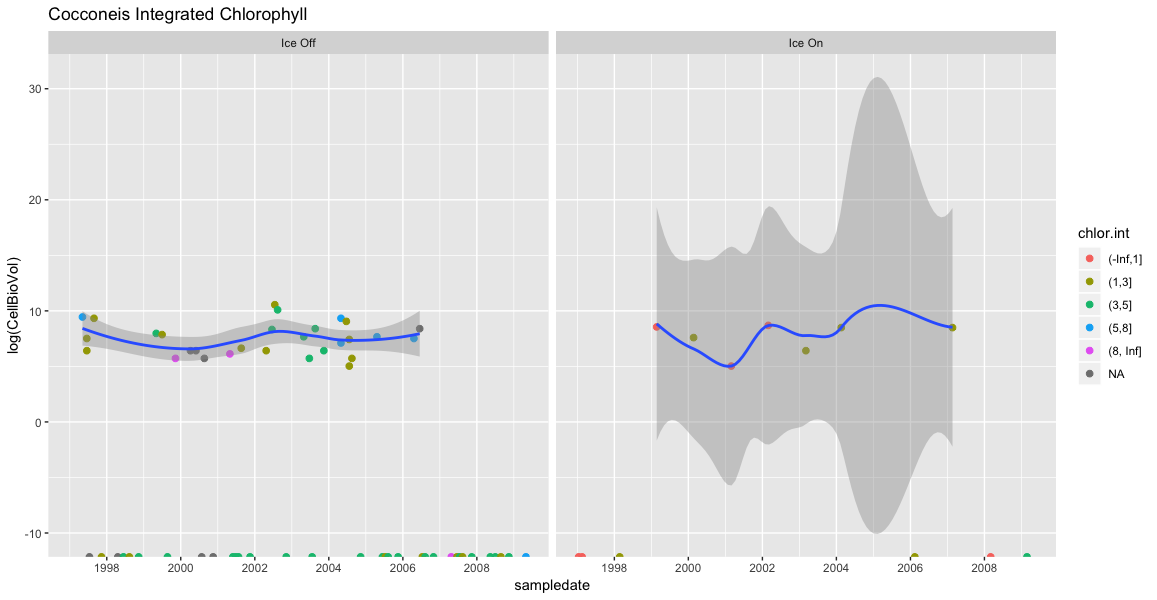 Cocconeis Integrated Chlorophyll
Ice Off
Ice On
log(CellBioVol)
30
20
10
0
-10
1998 2000 2002 2004 2006 2008
1998 2000 2002 2004 2006 2008
sampledate
chlor.int
(-Inf,1]
(1,3]
(3,5]
(5,8]
(8, Inf]
NA